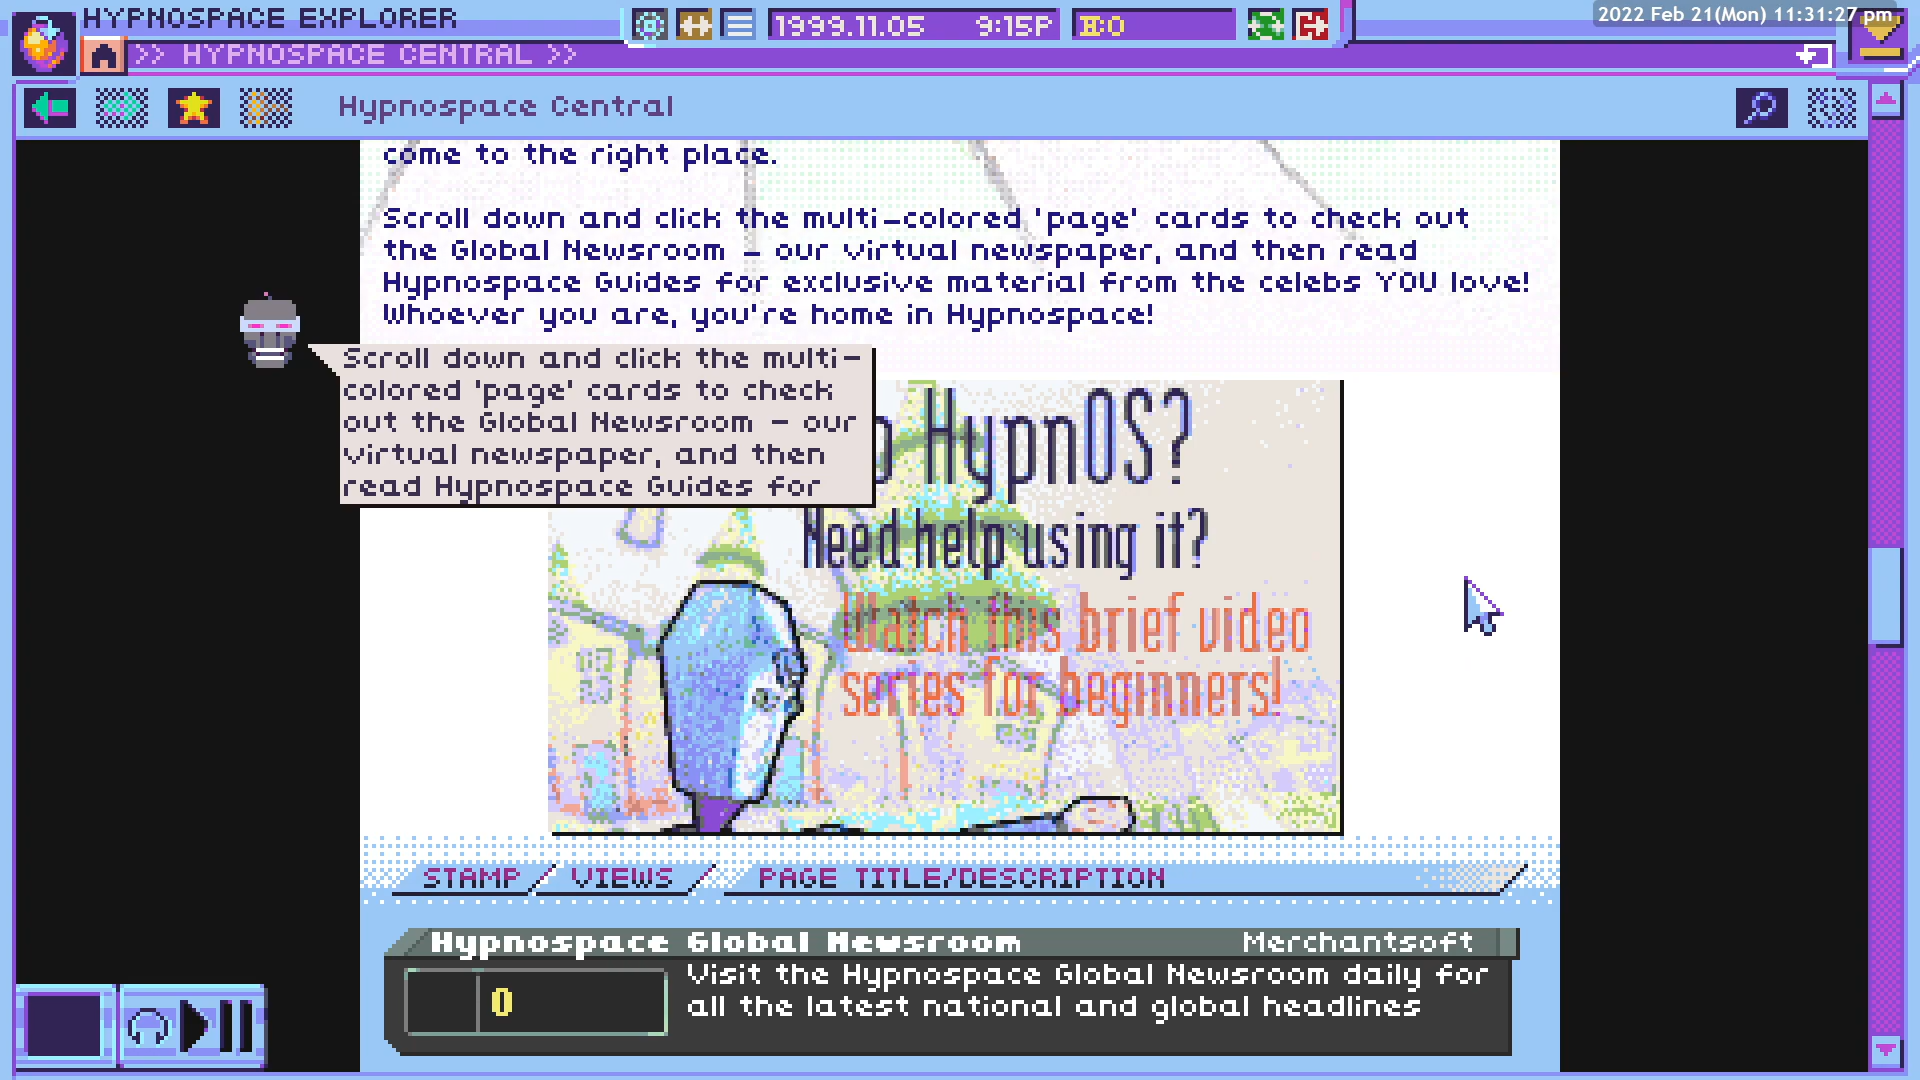 HYPNOSPACE EXPLORER
1999.11.05 9:15P
0
2022 Feb 21(Mon) 11:31:27 pm
>> HYPNOSPACE CENTRAL >>
Hypnospace Central
come to the right place.
Scroll down and click the multi-colored 'page' cards to check out
the Global Newsroom - our virtual newspaper, and then read
Hypnospace Guides for exclusive material from the celebs YOU love!
Whoever you are, you're home in Hypnospace!
Scroll down and click the multi-
colored 'page' cards to check
out the Global Newsroom - our
virtual newspaper, and then
read Hypnospace Guides for
HypnOS?
Need help using it?
Watch this brief video
series for beginners!
STAMP VIEWS PAGE TITLE/DESCRIPTION
Hypnospace Global Newsroom Merchantsoft
0
Visit the Hypnospace Global Newsroom daily for
all the latest national and global headlines